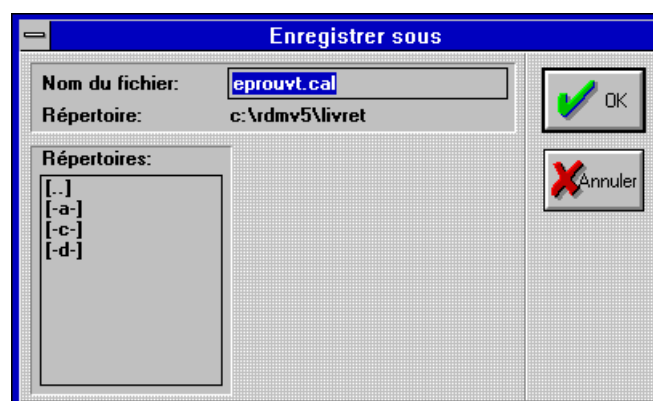 Enregistrer sous
Nom du fichier: eprouvt.cal
Répertoire: c:\rdmv5\livret
OK
Répertoires:
[..]
[-a-]
[-c-]
[-d-]
Annuler